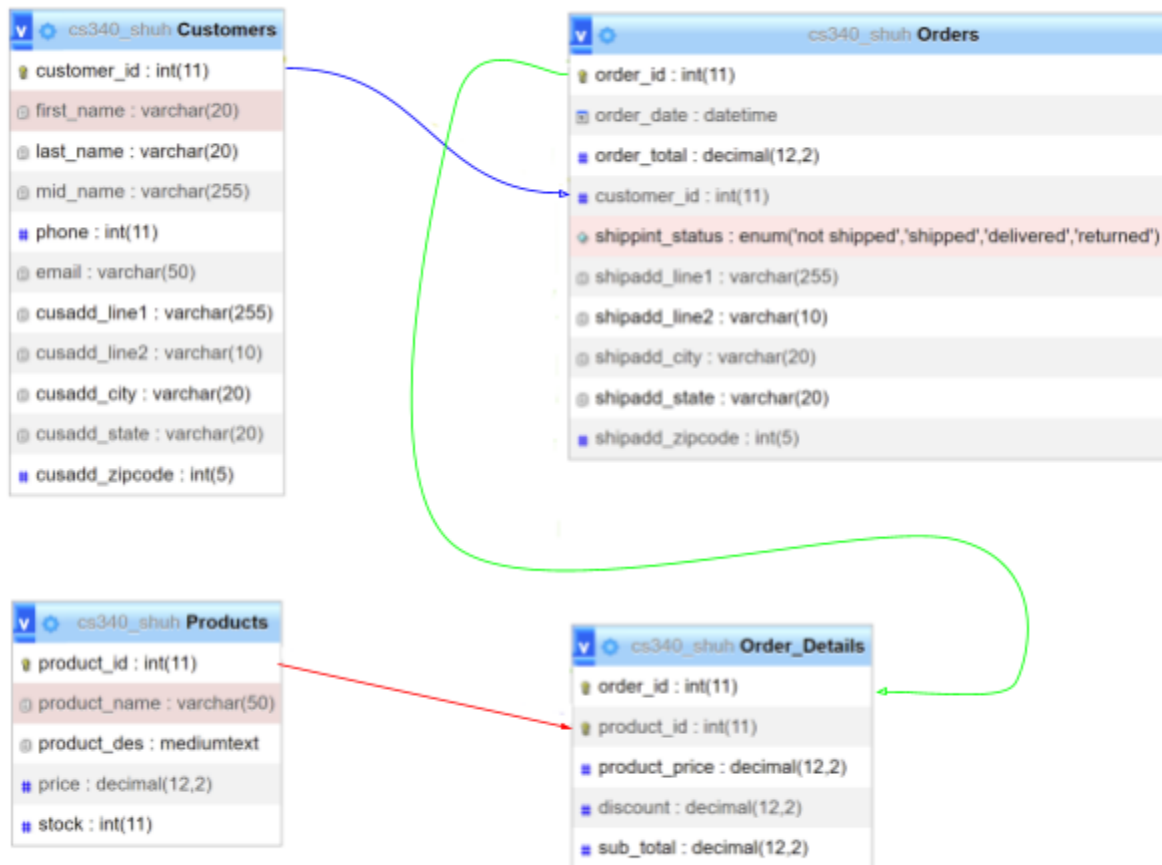 cs340_shuh Customers
customer_id : int(11)
first_name : varchar(20)
last_name : varchar(20)
mid_name : varchar(255)
phone : int(11)
email : varchar(50)
cusadd_line1 : varchar(255)
cusadd_line2 : varchar(10)
cusadd_city : varchar(20)
cusadd_state : varchar(20)
cusadd_zipcode : int(5)
cs340_shuh Orders
order_id : int(11)
order_date : datetime
order_total : decimal(12,2)
customer_id : int(11)
shippint_status : enum('not shipped','shipped','delivered','returned')
shipadd_line1 : varchar(255)
shipadd_line2 : varchar(10)
shipadd_city : varchar(20)
shipadd_state : varchar(20)
shipadd_zipcode : int(5)
cs340_shuh Products
product_id : int(11)
product_name : varchar(50)
product_des : mediumtext
price : decimal(12,2)
stock : int(11)
cs340_shuh Order_Details
order_id : int(11)
product_id : int(11)
product_price : decimal(12,2)
discount : decimal(12,2)
sub_total : decimal(12,2)